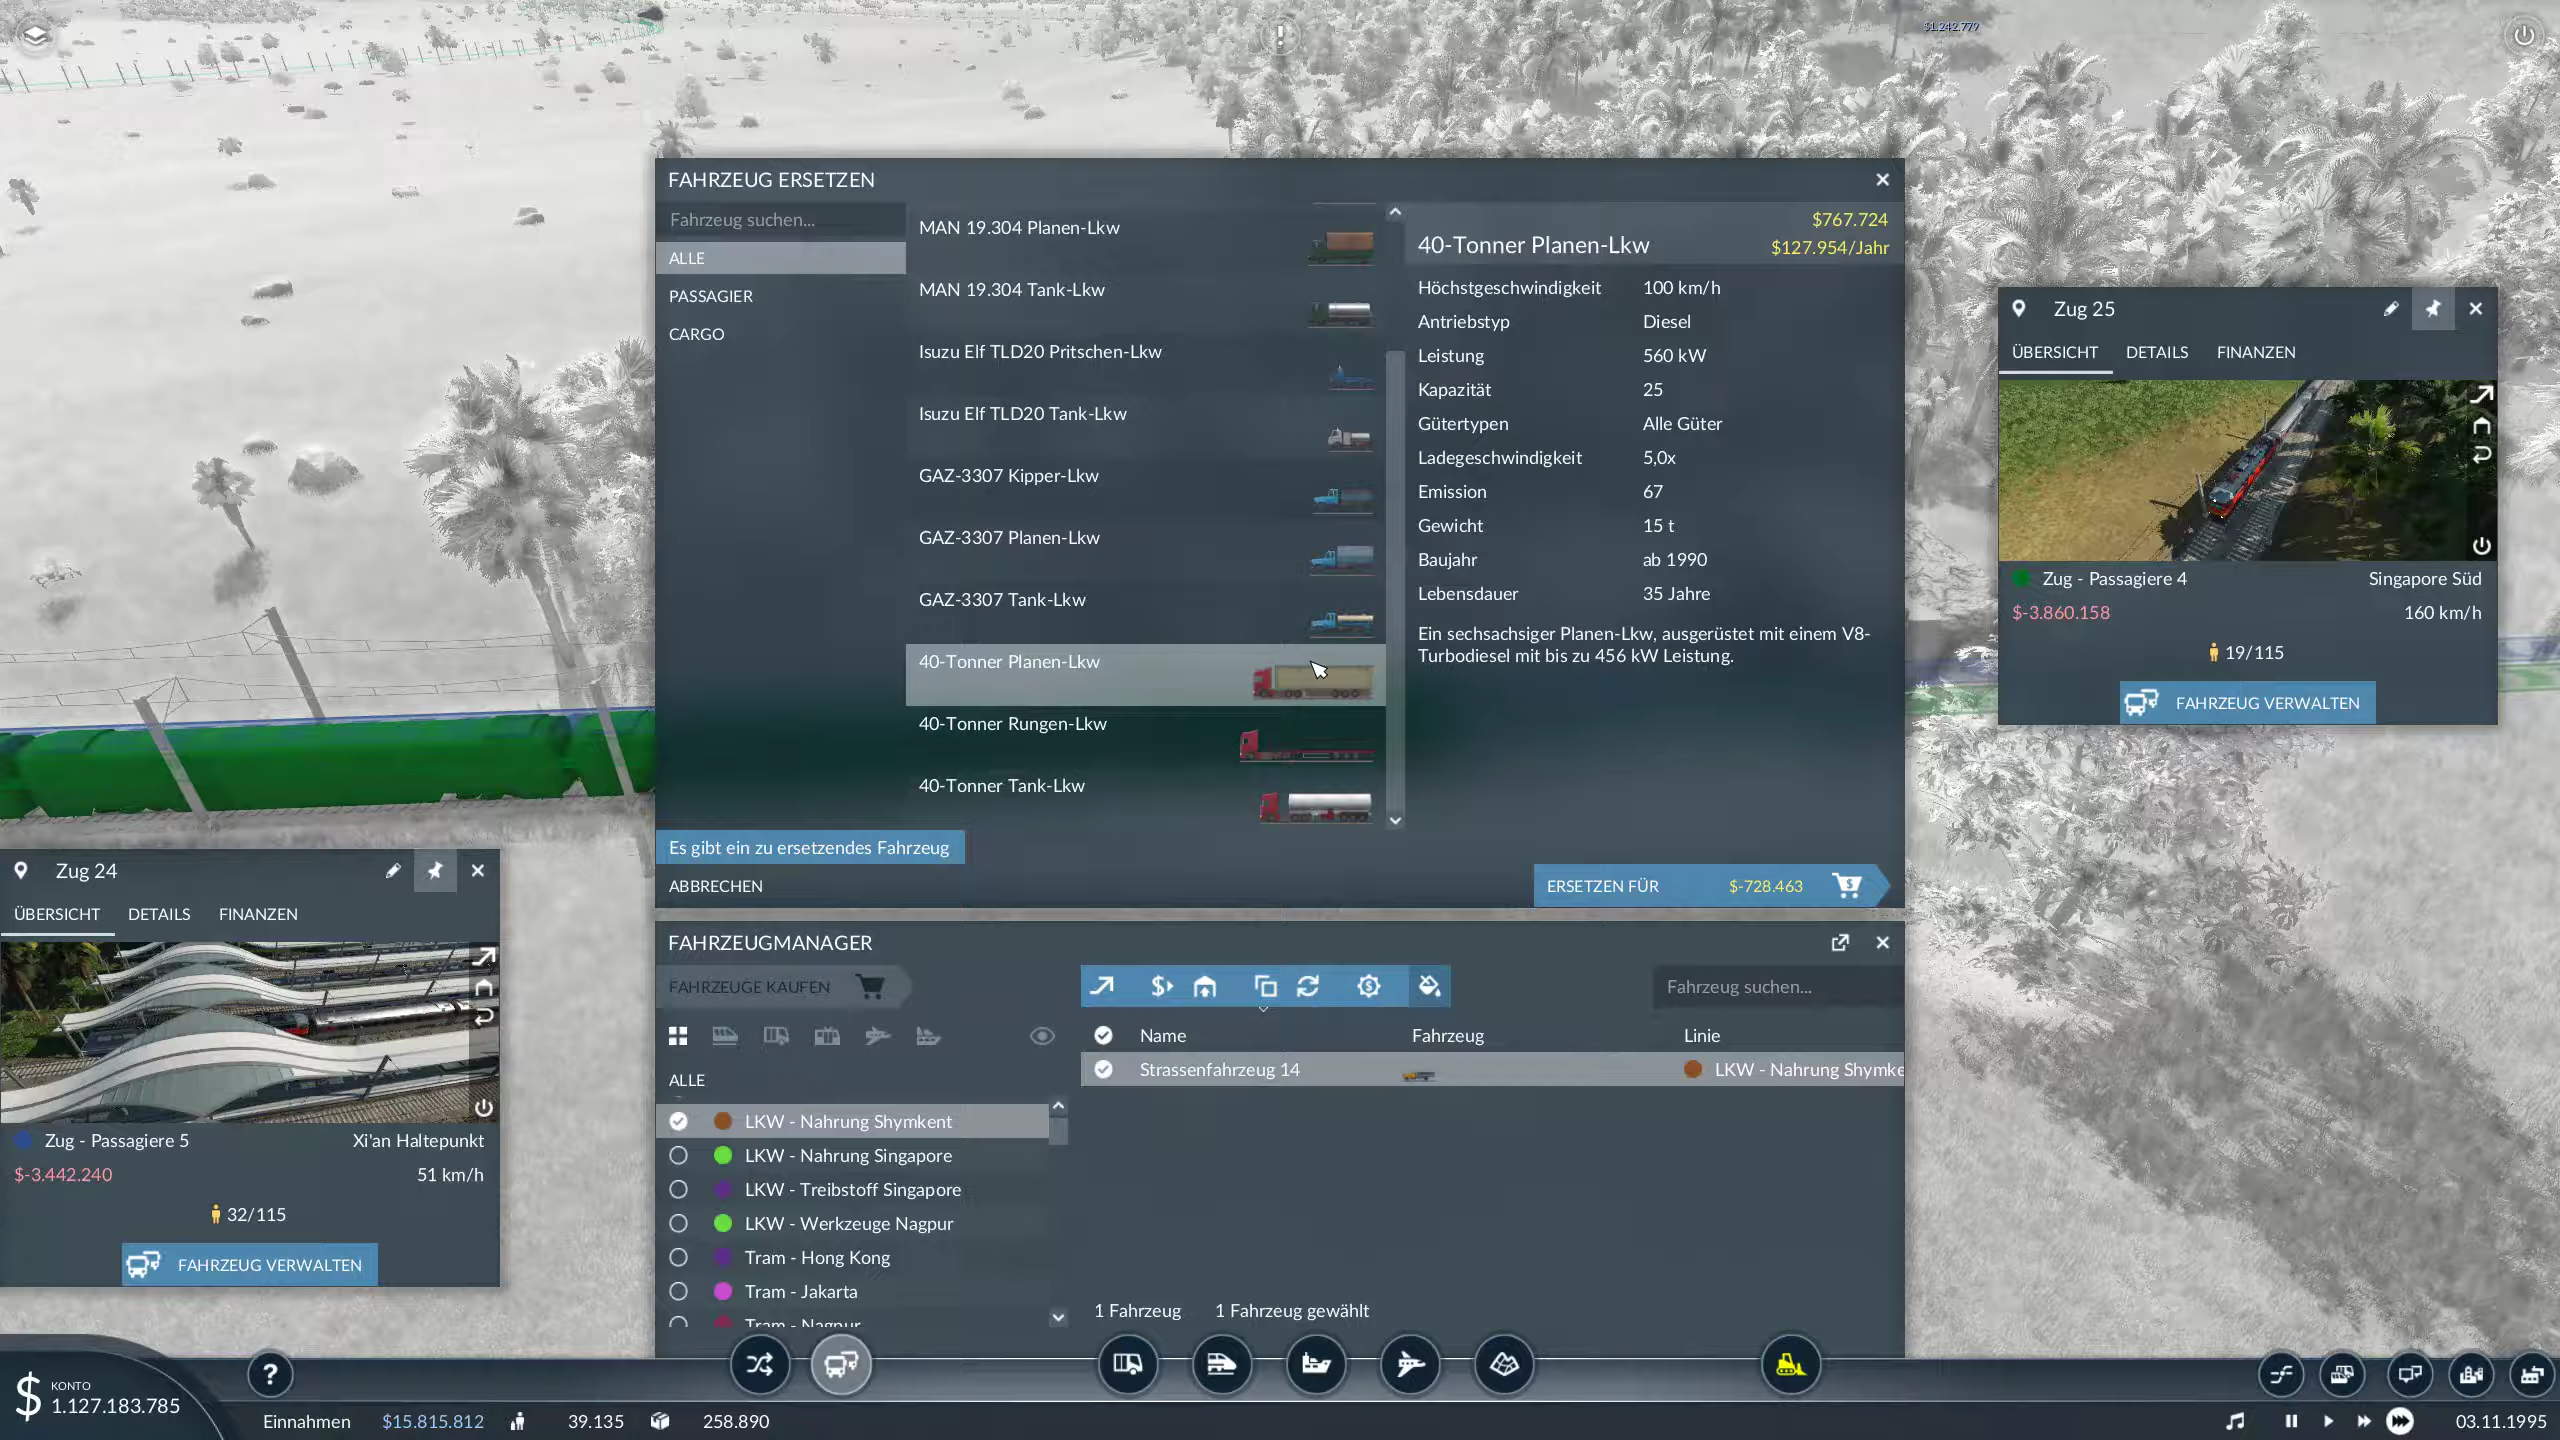 $1.242.779
FAHRZEUG ERSETZEN
Fahrzeug suchen...
ALLE
PASSAGIER
CARGO
MAN 19.304 Planen-Lkw
MAN 19.304 Tank-Lkw
Isuzu Elf TLD20 Pritschen-Lkw
Isuzu Elf TLD20 Tank-Lkw
GAZ-3307 Kipper-Lkw
GAZ-3307 Planen-Lkw
GAZ-3307 Tank-Lkw
40-Tonner Planen-Lkw
40-Tonner Rungen-Lkw
40-Tonner Tank-Lkw
$767.724
40-Tonner Planen-Lkw $127.954/Jahr
Höchstgeschwindigkeit 100 km/h
Antriebstyp Diesel
Leistung 560 kW
Kapazität 25
Gütertypen Alle Güter
Ladegeschwindigkeit 5,0x
Emission 67
Gewicht 15 t
Baujahr ab 1990
Lebensdauer 35 Jahre
Ein sechsachsiger Planen-Lkw, ausgerüstet mit einem V8-
Turbodiesel mit bis zu 456 kW Leistung.
Es gibt ein zu ersetzendes Fahrzeug
ABBRECHEN
ERSETZEN FÜR $-728.463
Zug 25
ÜBERSICHT DETAILS FINANZEN
Zug - Passagiere 4 Singapore Süd
$-3.860.158 160 km/h
19/115
FAHRZEUG VERWALTEN
Zug 24
ÜBERSICHT DETAILS FINANZEN
Zug - Passagiere 5 Xi'an Haltepunkt
$-3.442.240 51 km/h
32/115
FAHRZEUG VERWALTEN
FAHRZEUGMANAGER
FAHRZEUGE KAUFEN
Fahrzeug suchen...
ALLE
LKW - Nahrung Shymkent
LKW - Nahrung Singapore
LKW - Treibstoff Singapore
LKW - Werkzeuge Nagpur
Tram - Hong Kong
Tram - Jakarta
Tram - Nagpur
Name Fahrzeug Linie
Strassenfahrzeug 14 LKW - Nahrung Shymke
1 Fahrzeug 1 Fahrzeug gewählt
$ KONTO
1.127.183.785
?
Einnahmen $15.815.812 39.135 258.890
03.11.1995